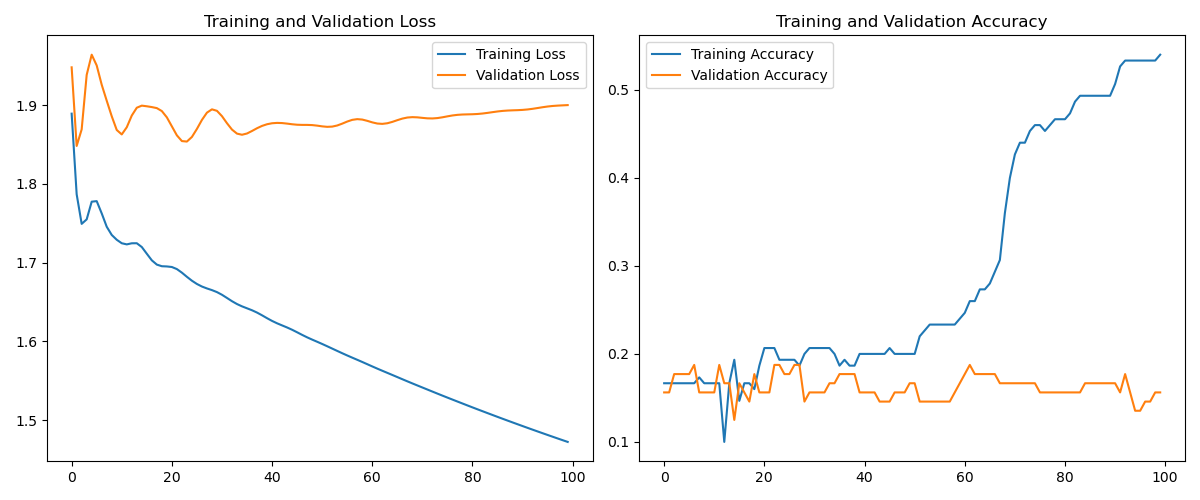 Training and Validation Loss
Training Loss
Validation Loss
1.9
1.8
1.7
1.6
1.5
0 20 40 60 80 100
Training and Validation Accuracy
Training Accuracy
Validation Accuracy
0.5
0.4
0.3
0.2
0.1
0 20 40 60 80 100